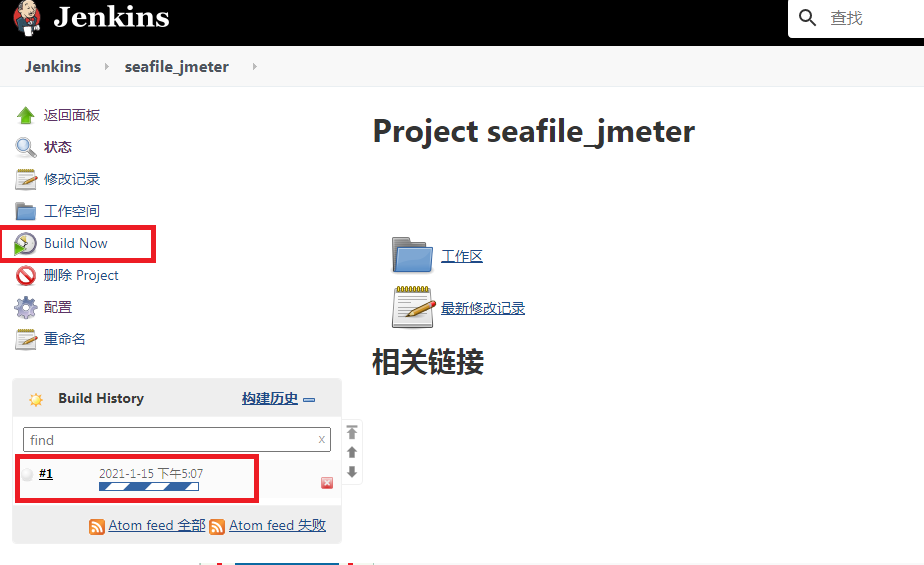 Jenkins
查找
Jenkins
seafile_jmeter
返回面板
状态
修改记录
工作空间
Build Now
删除 Project
配置
重命名
Project seafile_jmeter
工作区
最新修改记录
相关链接
Build History
构建历史
find
x
#1
2021-1-15 下午5:07
Atom feed 全部
Atom feed 失败